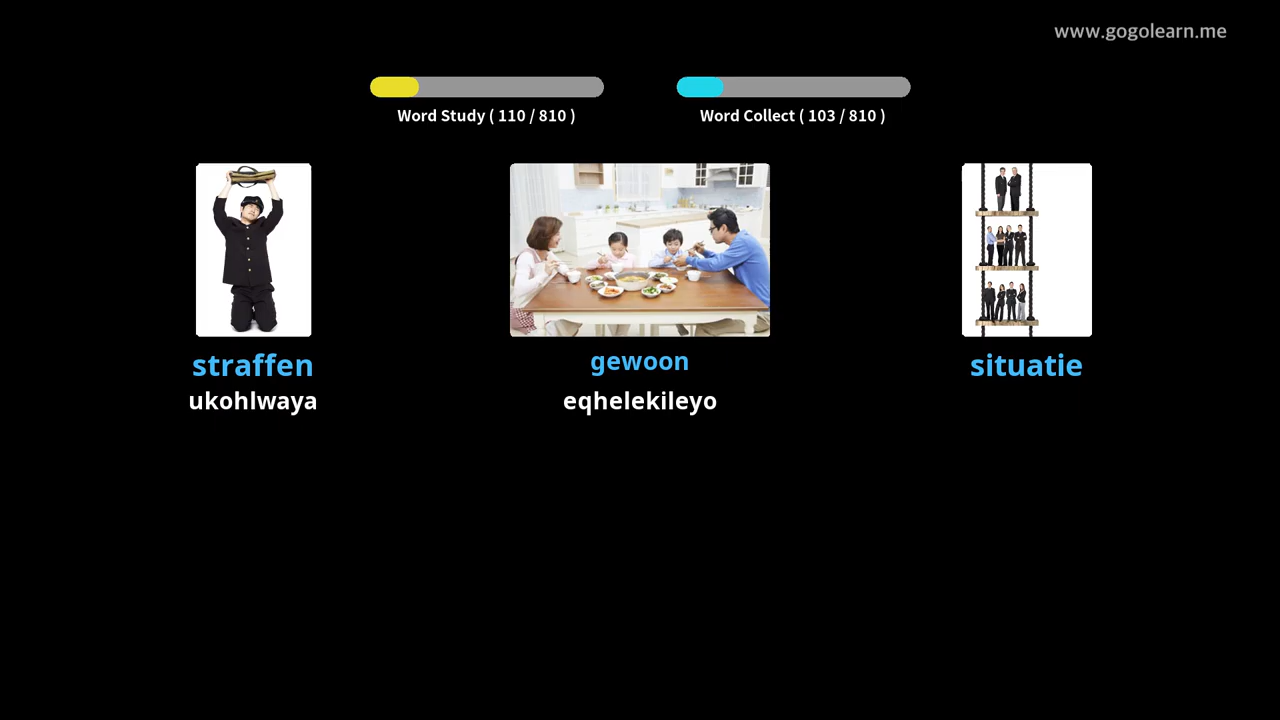 www.gogolearn.me
Word Study ( 110 / 810 )
Word Collect ( 103 / 810 )
straffen
ukohlwaya
gewoon
eqhelekileyo
situatie